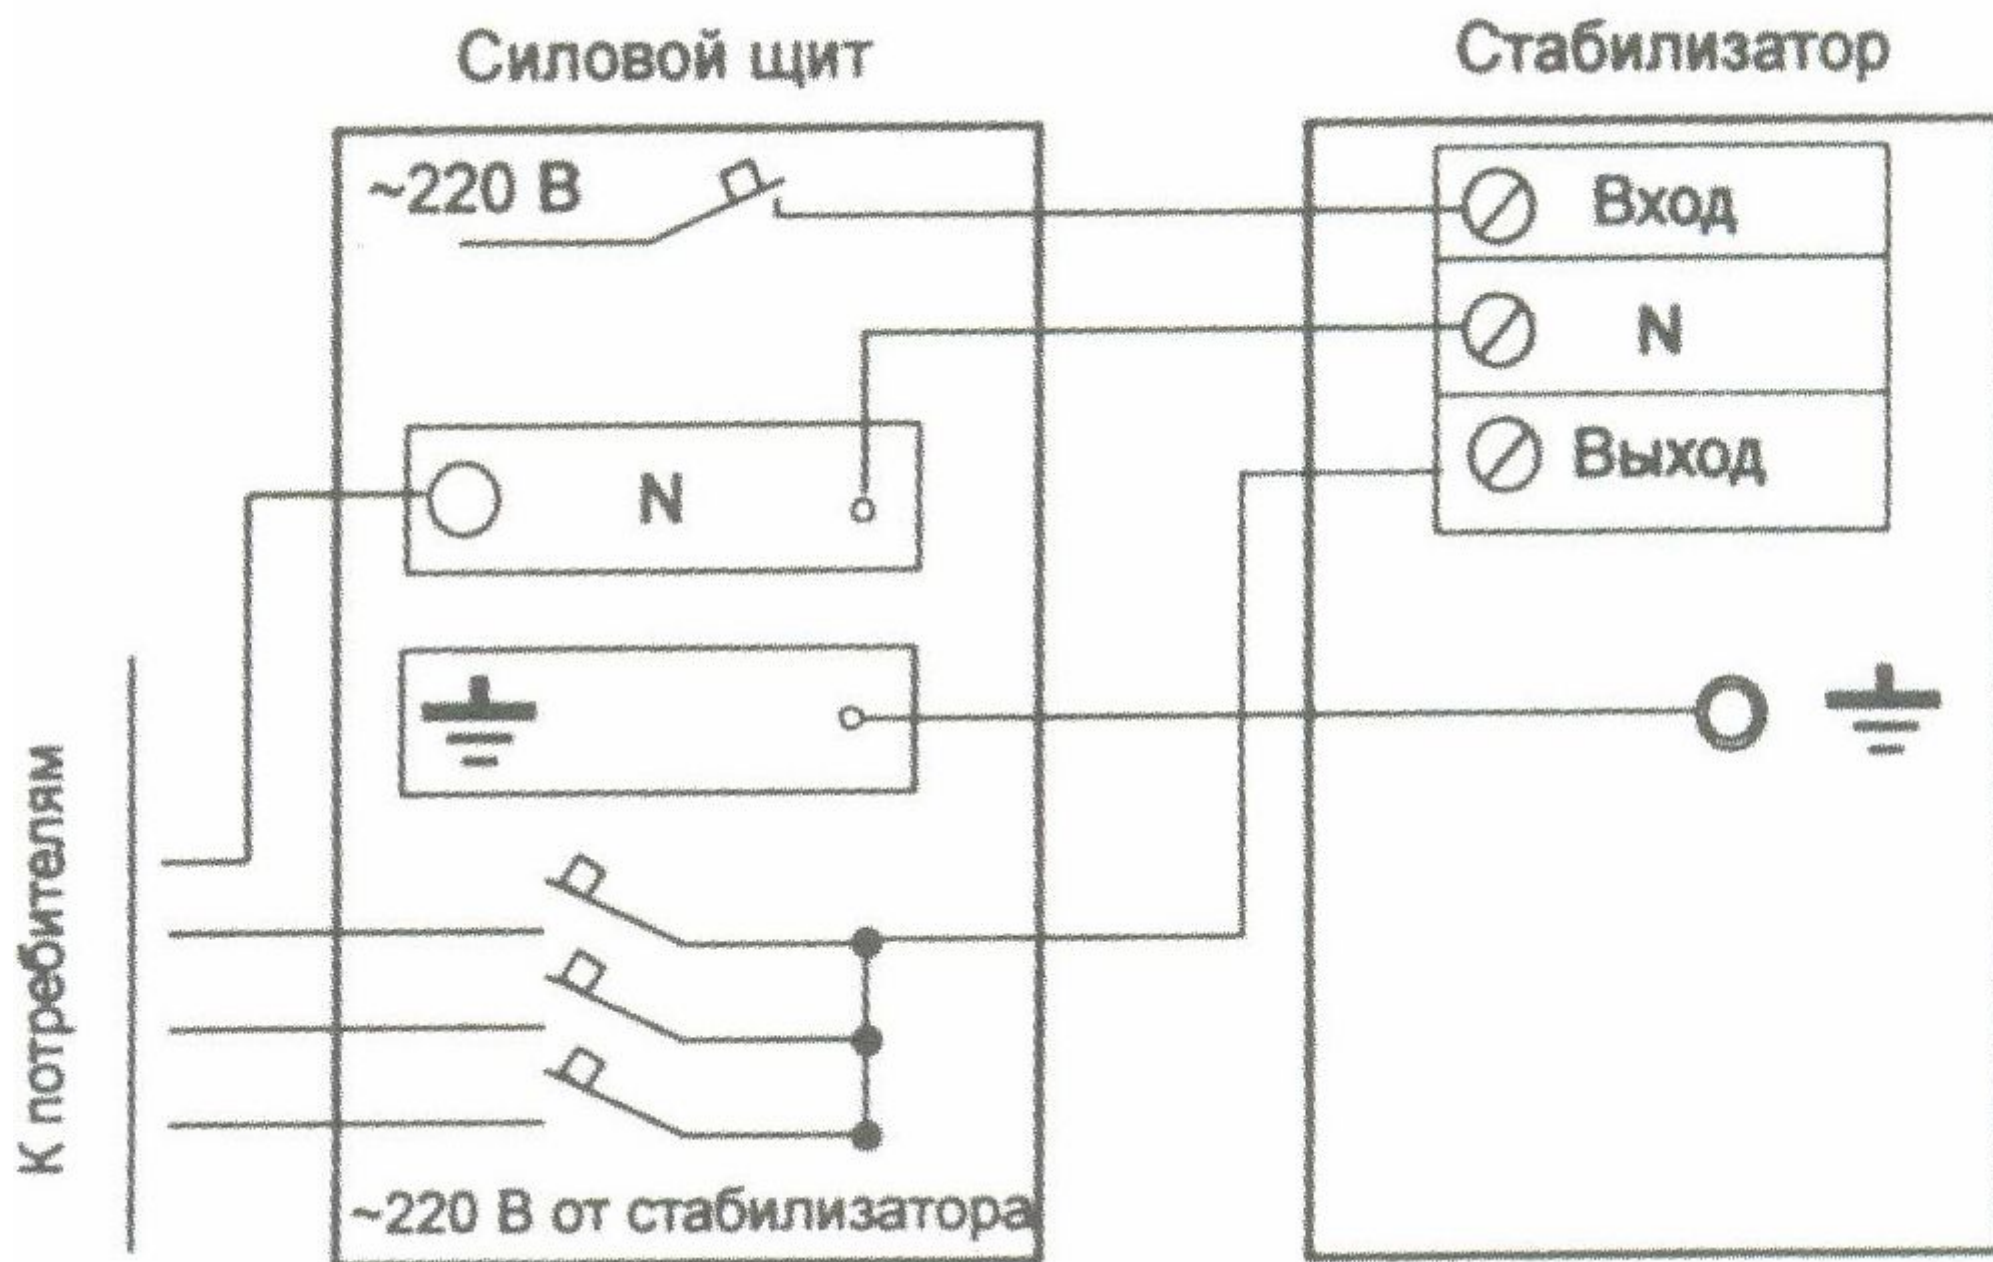 Силовой щит
Стабилизатор
~220 В
Вход
N
Выход
N
К потребителям
~220 В от стабилизатора